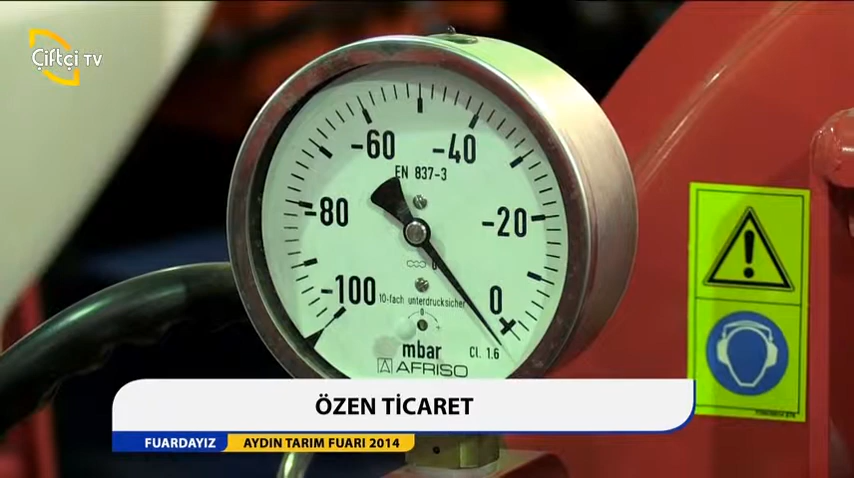 Çiftçi TV
-60
-40
EN 837-3
-80
-20
-100
10-fach unterdrucksicher
0
mbar
Cl. 1.6
AFRISO
ÖZEN TİCARET
FUARDAYIZ
AYDIN TARIM FUARI 2014